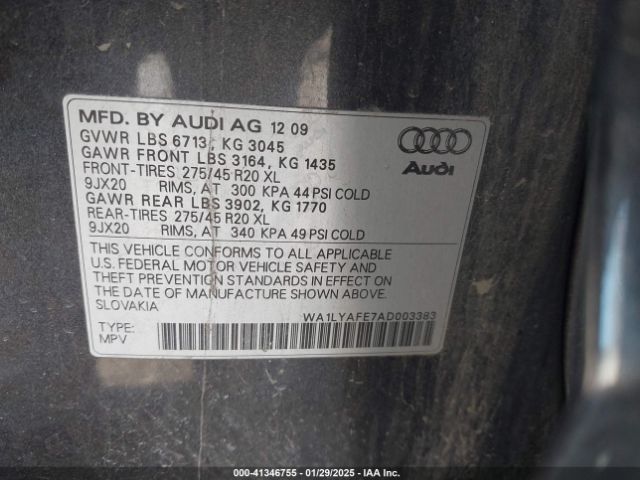 MFD. BY AUDI AG 12 09
GVWR LBS 6713, KG 3045
GAWR FRONT LBS 3164, KG 1435
FRONT-TIRES 275/45 R20 XL
9JX20 RIMS, AT 300 KPA 44 PSI COLD
GAWR REAR LBS 3902, KG 1770
REAR-TIRES 275/45 R20 XL
9JX20 RIMS, AT 340 KPA 49 PSI COLD
Audi
THIS VEHICLE CONFORMS TO ALL APPLICABLE
U.S. FEDERAL MOTOR VEHICLE SAFETY AND
THEFT PREVENTION STANDARDS IN EFFECT ON
THE DATE OF MANUFACTURE SHOWN ABOVE.
SLOVAKIA
WA1LYAFE7AD003383
TYPE:
MPV
000-41346755 — 01/29/2025 — IAA Inc.